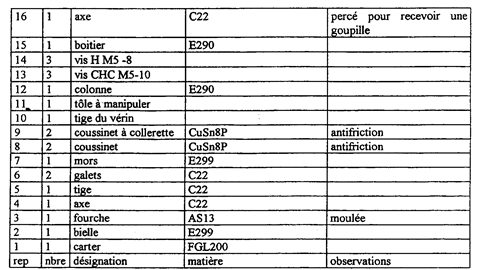 16 1 axe C22 percé pour recevoir une
goupille
15 1 boitier E290
14 3 vis H M5 -8
13 3 vis CHC M5-10
12 1 colonne E290
11 1 tôle à manipuler
10 1 tige du vérin
9 2 coussinet à collerette CuSn8P antifriction
8 2 coussinet CuSn8P antifriction
7 1 mors E299
6 2 galets C22
5 1 tige C22
4 1 axe C22
3 1 fourche AS13 moulée
2 1 bielle E299
1 1 carter FGL200
rep nbre désignation matière observations